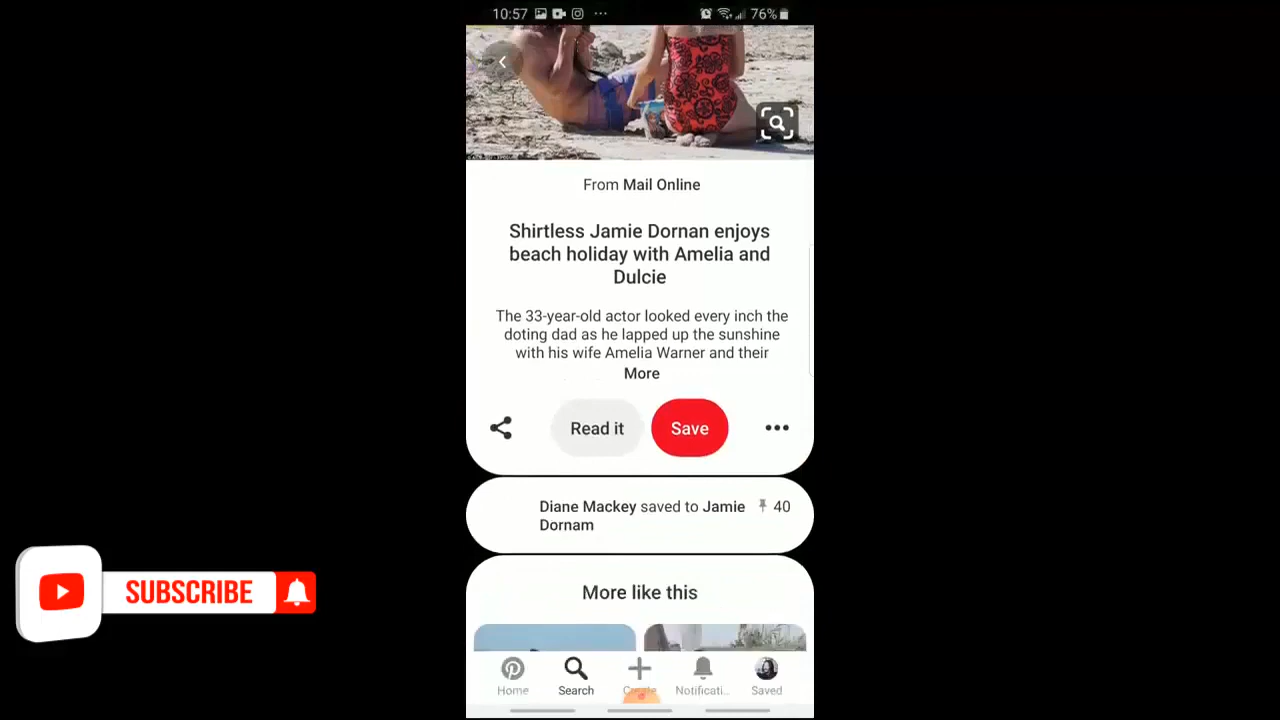 10:57 76%
From Mail Online
Shirtless Jamie Dornan enjoys
beach holiday with Amelia and
Dulcie
The 33-year-old actor looked every inch the
doting dad as he lapped up the sunshine
with his wife Amelia Warner and their
More
Read it Save
Diane Mackey saved to Jamie 40
Dornam
SUBSCRIBE
More like this
Home Search Create Notificati... Saved